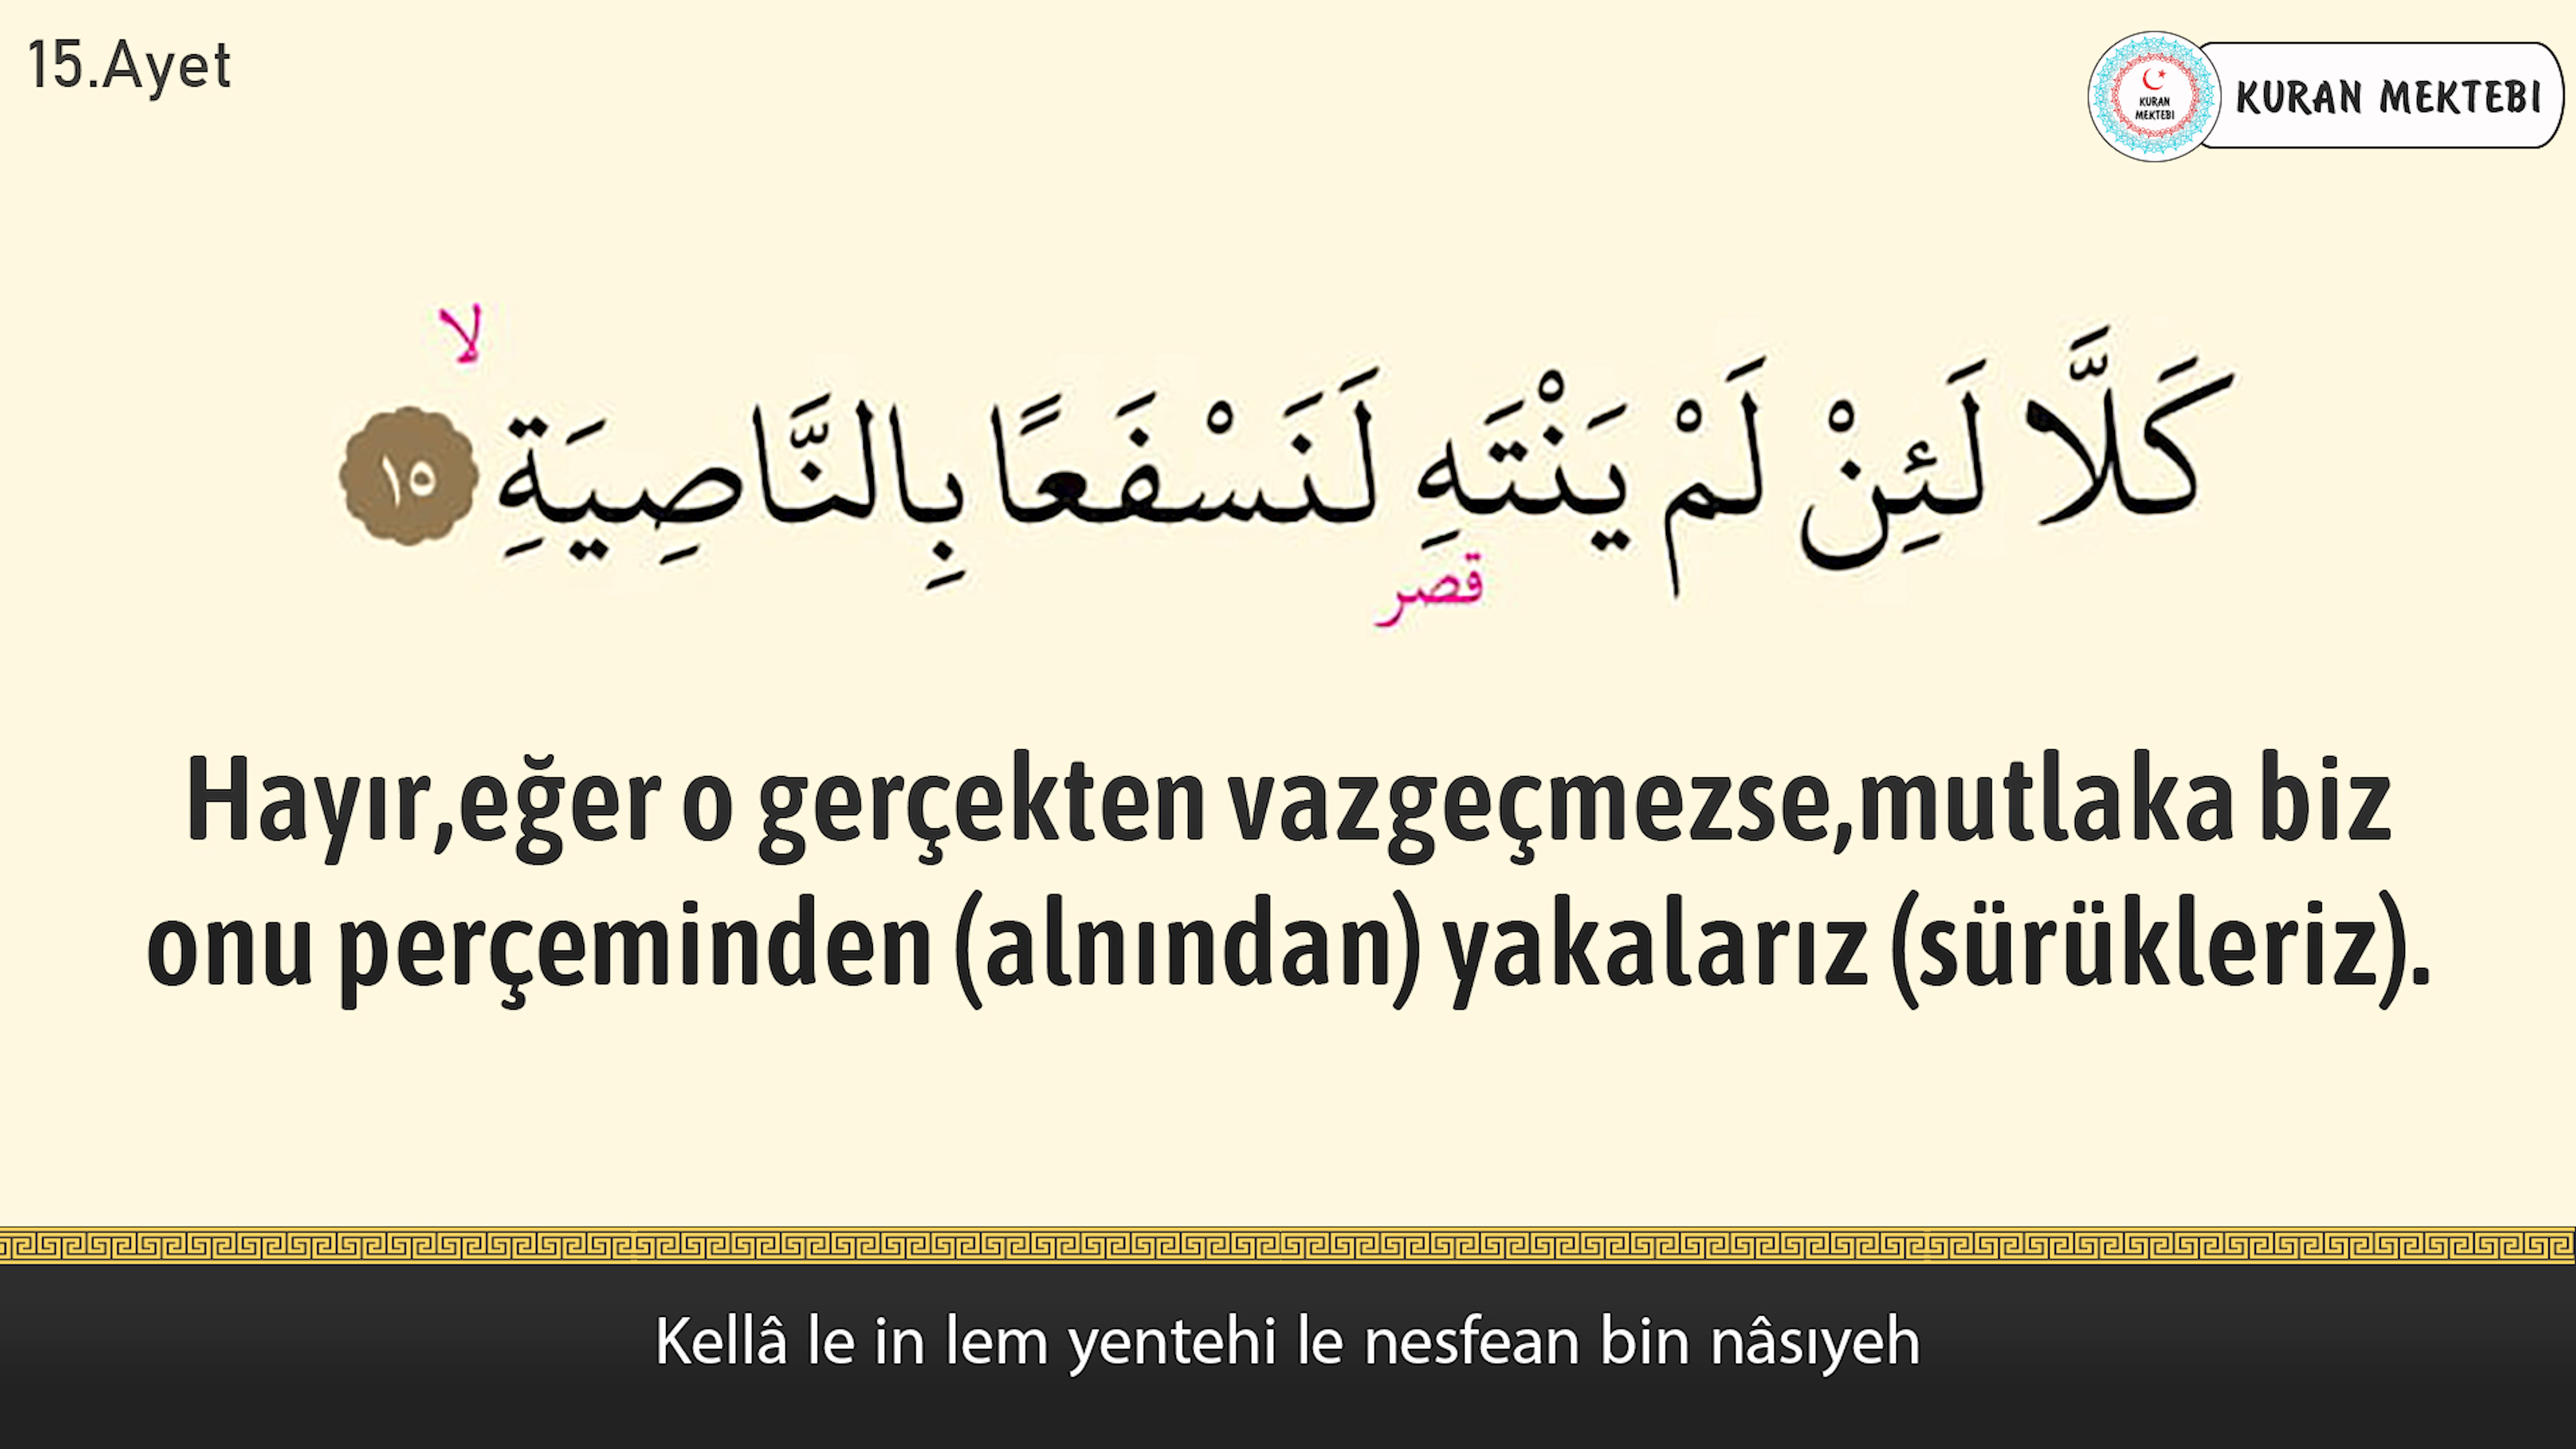 15.Ayet
KURAN
MEKTEBI
KURAN MEKTEBI
لا
كَلَّا لَئِنْ لَمْ يَنْتَهِ لَنَسْفَعًا بِالنَّاصِيَةِ ١٥
قصر
Hayır,eğer o gerçekten vazgeçmezse,mutlaka biz
onu perçeminden (alnından) yakalarız (sürükleriz).
Kellâ le in lem yentehi le nesfean bin nâsıyeh